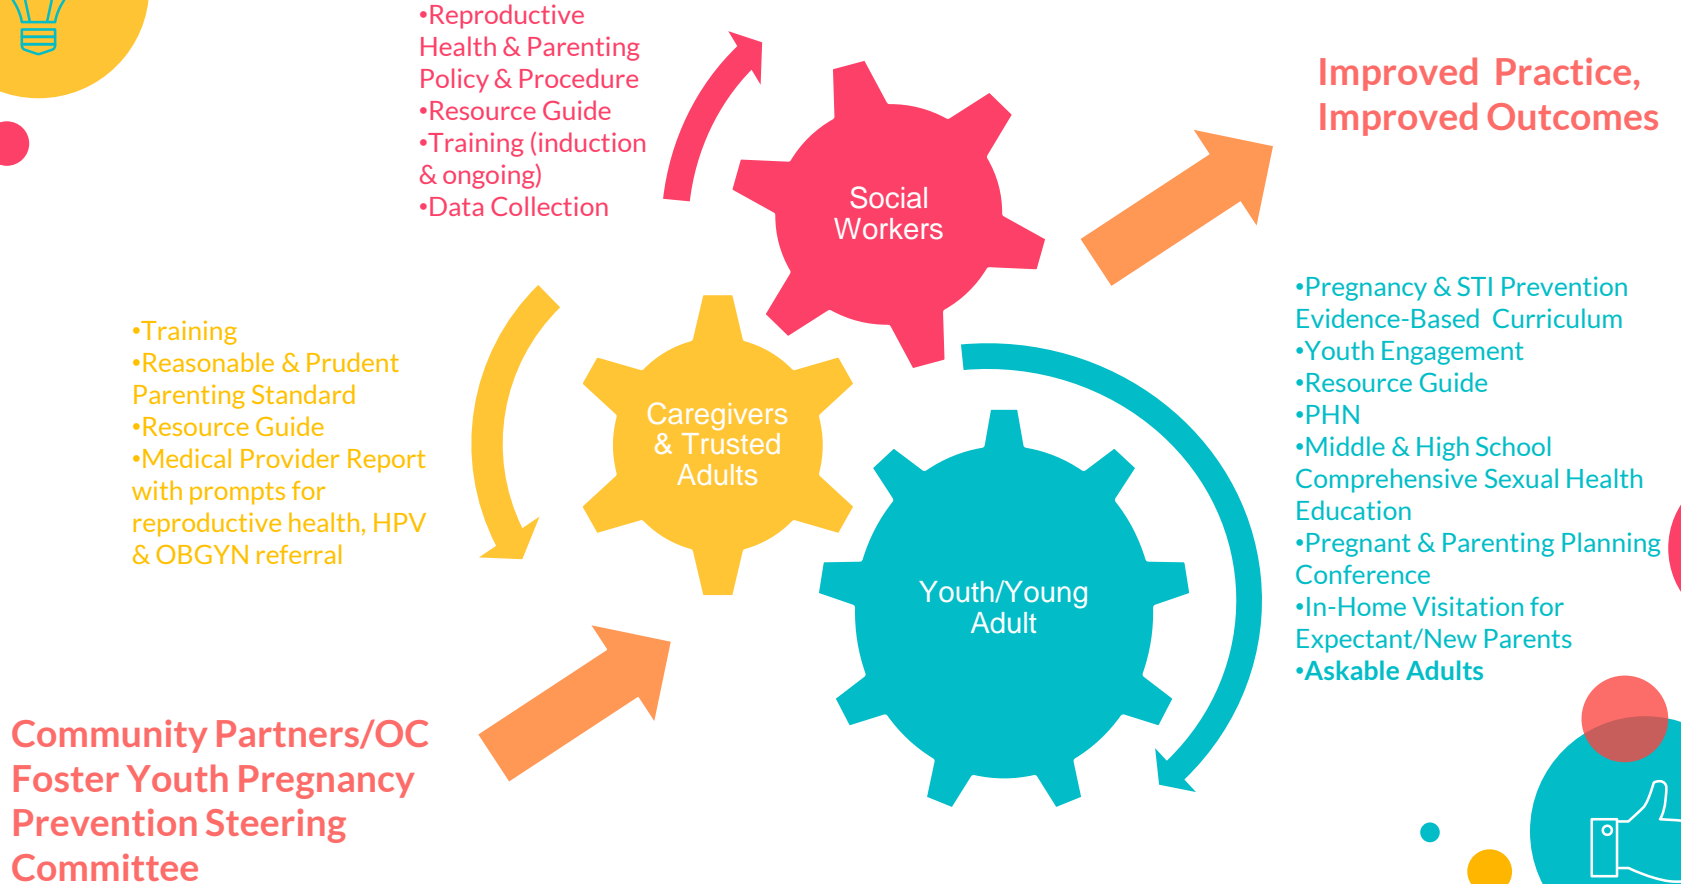 •Reproductive
Health & Parenting
Policy & Procedure
•Resource Guide
•Training (induction
& ongoing)
•Data Collection
Improved  Practice,
Improved Outcomes
Social
Workers
•Training
•Reasonable & Prudent
Parenting Standard
•Resource Guide
•Medical Provider Report
with prompts for
reproductive health, HPV
& OBGYN referral
Caregivers
& Trusted
Adults
•Pregnancy & STI Prevention
Evidence-Based  Curriculum
•Youth Engagement
•Resource Guide
•PHN
•Middle & High School
Comprehensive Sexual Health
Education
•Pregnant & Parenting Planning
Conference
•In-Home Visitation for
Expectant/New Parents
•Askable Adults
Youth/Young
Adult
Community Partners/OC
Foster Youth Pregnancy
Prevention Steering
Committee